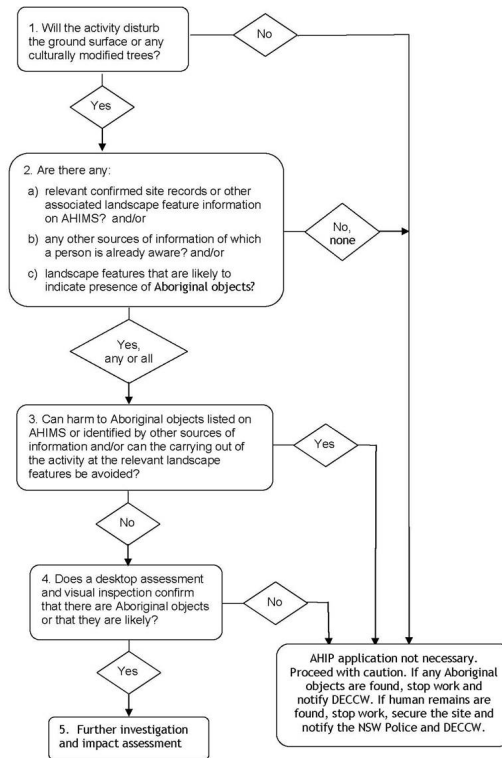 1. Will the activity disturb
the ground surface or any
culturally modified trees?
No
Yes
2. Are there any:
a) relevant confirmed site records or other
associated landscape feature information
on AHIMS? and/or
b) any other sources of information of which
a person is already aware? and/or
c) landscape features that are likely to
indicate presence of Aboriginal objects?
No,
none
Yes,
any or all
3. Can harm to Aboriginal objects listed on
AHIMS or identified by other sources of
information and/or can the carrying out of
the activity at the relevant landscape
features be avoided?
Yes
No
4. Does a desktop assessment
and visual inspection confirm
that there are Aboriginal objects
or that they are likely?
No
Yes
5. Further investigation
and impact assessment
AHIP application not necessary.
Proceed with caution. If any Aboriginal
objects are found, stop work and
notify DECCW. If human remains are
found, stop work, secure the site and
notify the NSW Police and DECCW.